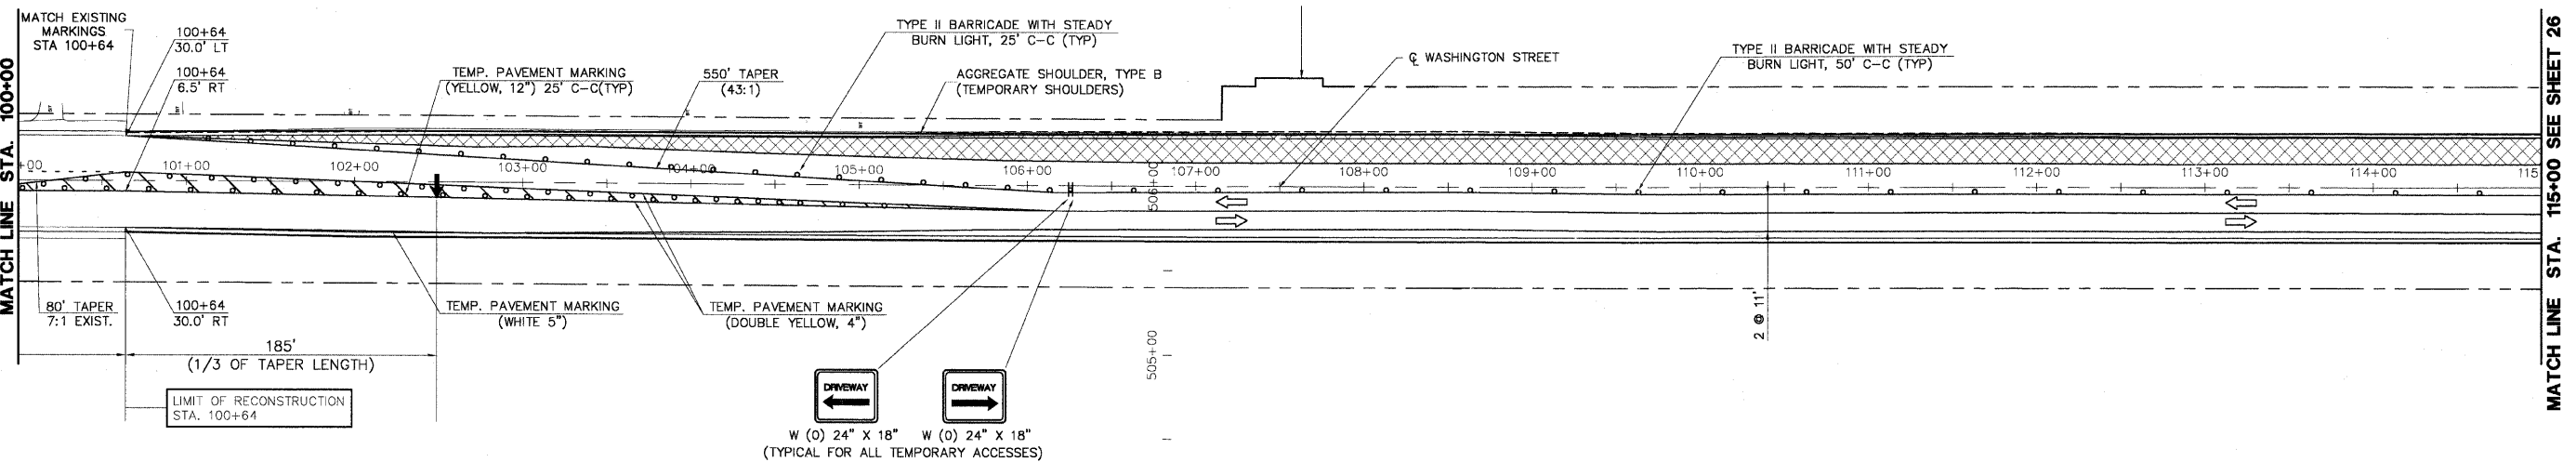 MATCH EXISTING
MARKINGS
STA 100+64
100+64
30.0' LT
100+64
6.5' RT
TEMP. PAVEMENT MARKING
(YELLOW, 12") 25' C-C(TYP)
550' TAPER
(43:1)
TYPE II BARRICADE WITH STEADY
BURN LIGHT, 25' C-C (TYP)
AGGREGATE SHOULDER, TYPE B
(TEMPORARY SHOULDERS)
℄ WASHINGTON STREET
TYPE II BARRICADE WITH STEADY
BURN LIGHT, 50' C-C (TYP)
MATCH LINE STA. 100+00
+00
101+00
102+00
103+00
104+00
105+00
106+00
107+00
108+00
109+00
110+00
111+00
112+00
113+00
114+00
115
506+00
505+00
2 @ 11'
80' TAPER
7:1 EXIST.
100+64
30.0' RT
TEMP. PAVEMENT MARKING
(WHITE 5")
TEMP. PAVEMENT MARKING
(DOUBLE YELLOW, 4")
185'
(1/3 OF TAPER LENGTH)
LIMIT OF RECONSTRUCTION
STA. 100+64
DRIVEWAY
DRIVEWAY
W (O) 24" X 18" W (O) 24" X 18"
(TYPICAL FOR ALL TEMPORARY ACCESSES)
MATCH LINE STA. 115+00 SEE SHEET 26